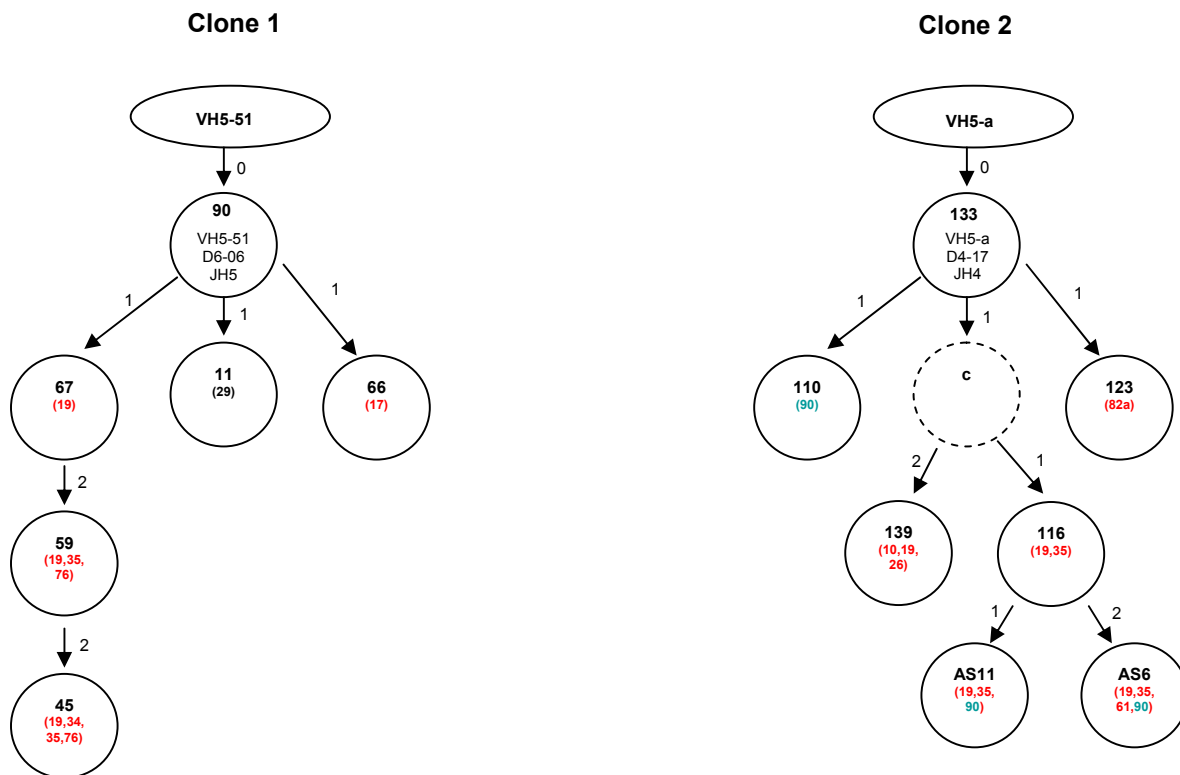 Clone 1
VH5-51
0
90
VH5-51
D6-06
JH5
1
1
1
67
(19)
11
(29)
66
(17)
2
59
(19,35,
76)
2
45
(19,34,
35,76)
Clone 2
VH5-a
0
133
VH5-a
D4-17
JH4
1
1
1
110
(90)
c
123
(82a)
2
1
139
(10,19,
26)
116
(19,35)
1
2
AS11
(19,35,
90)
AS6
(19,35,
61,90)